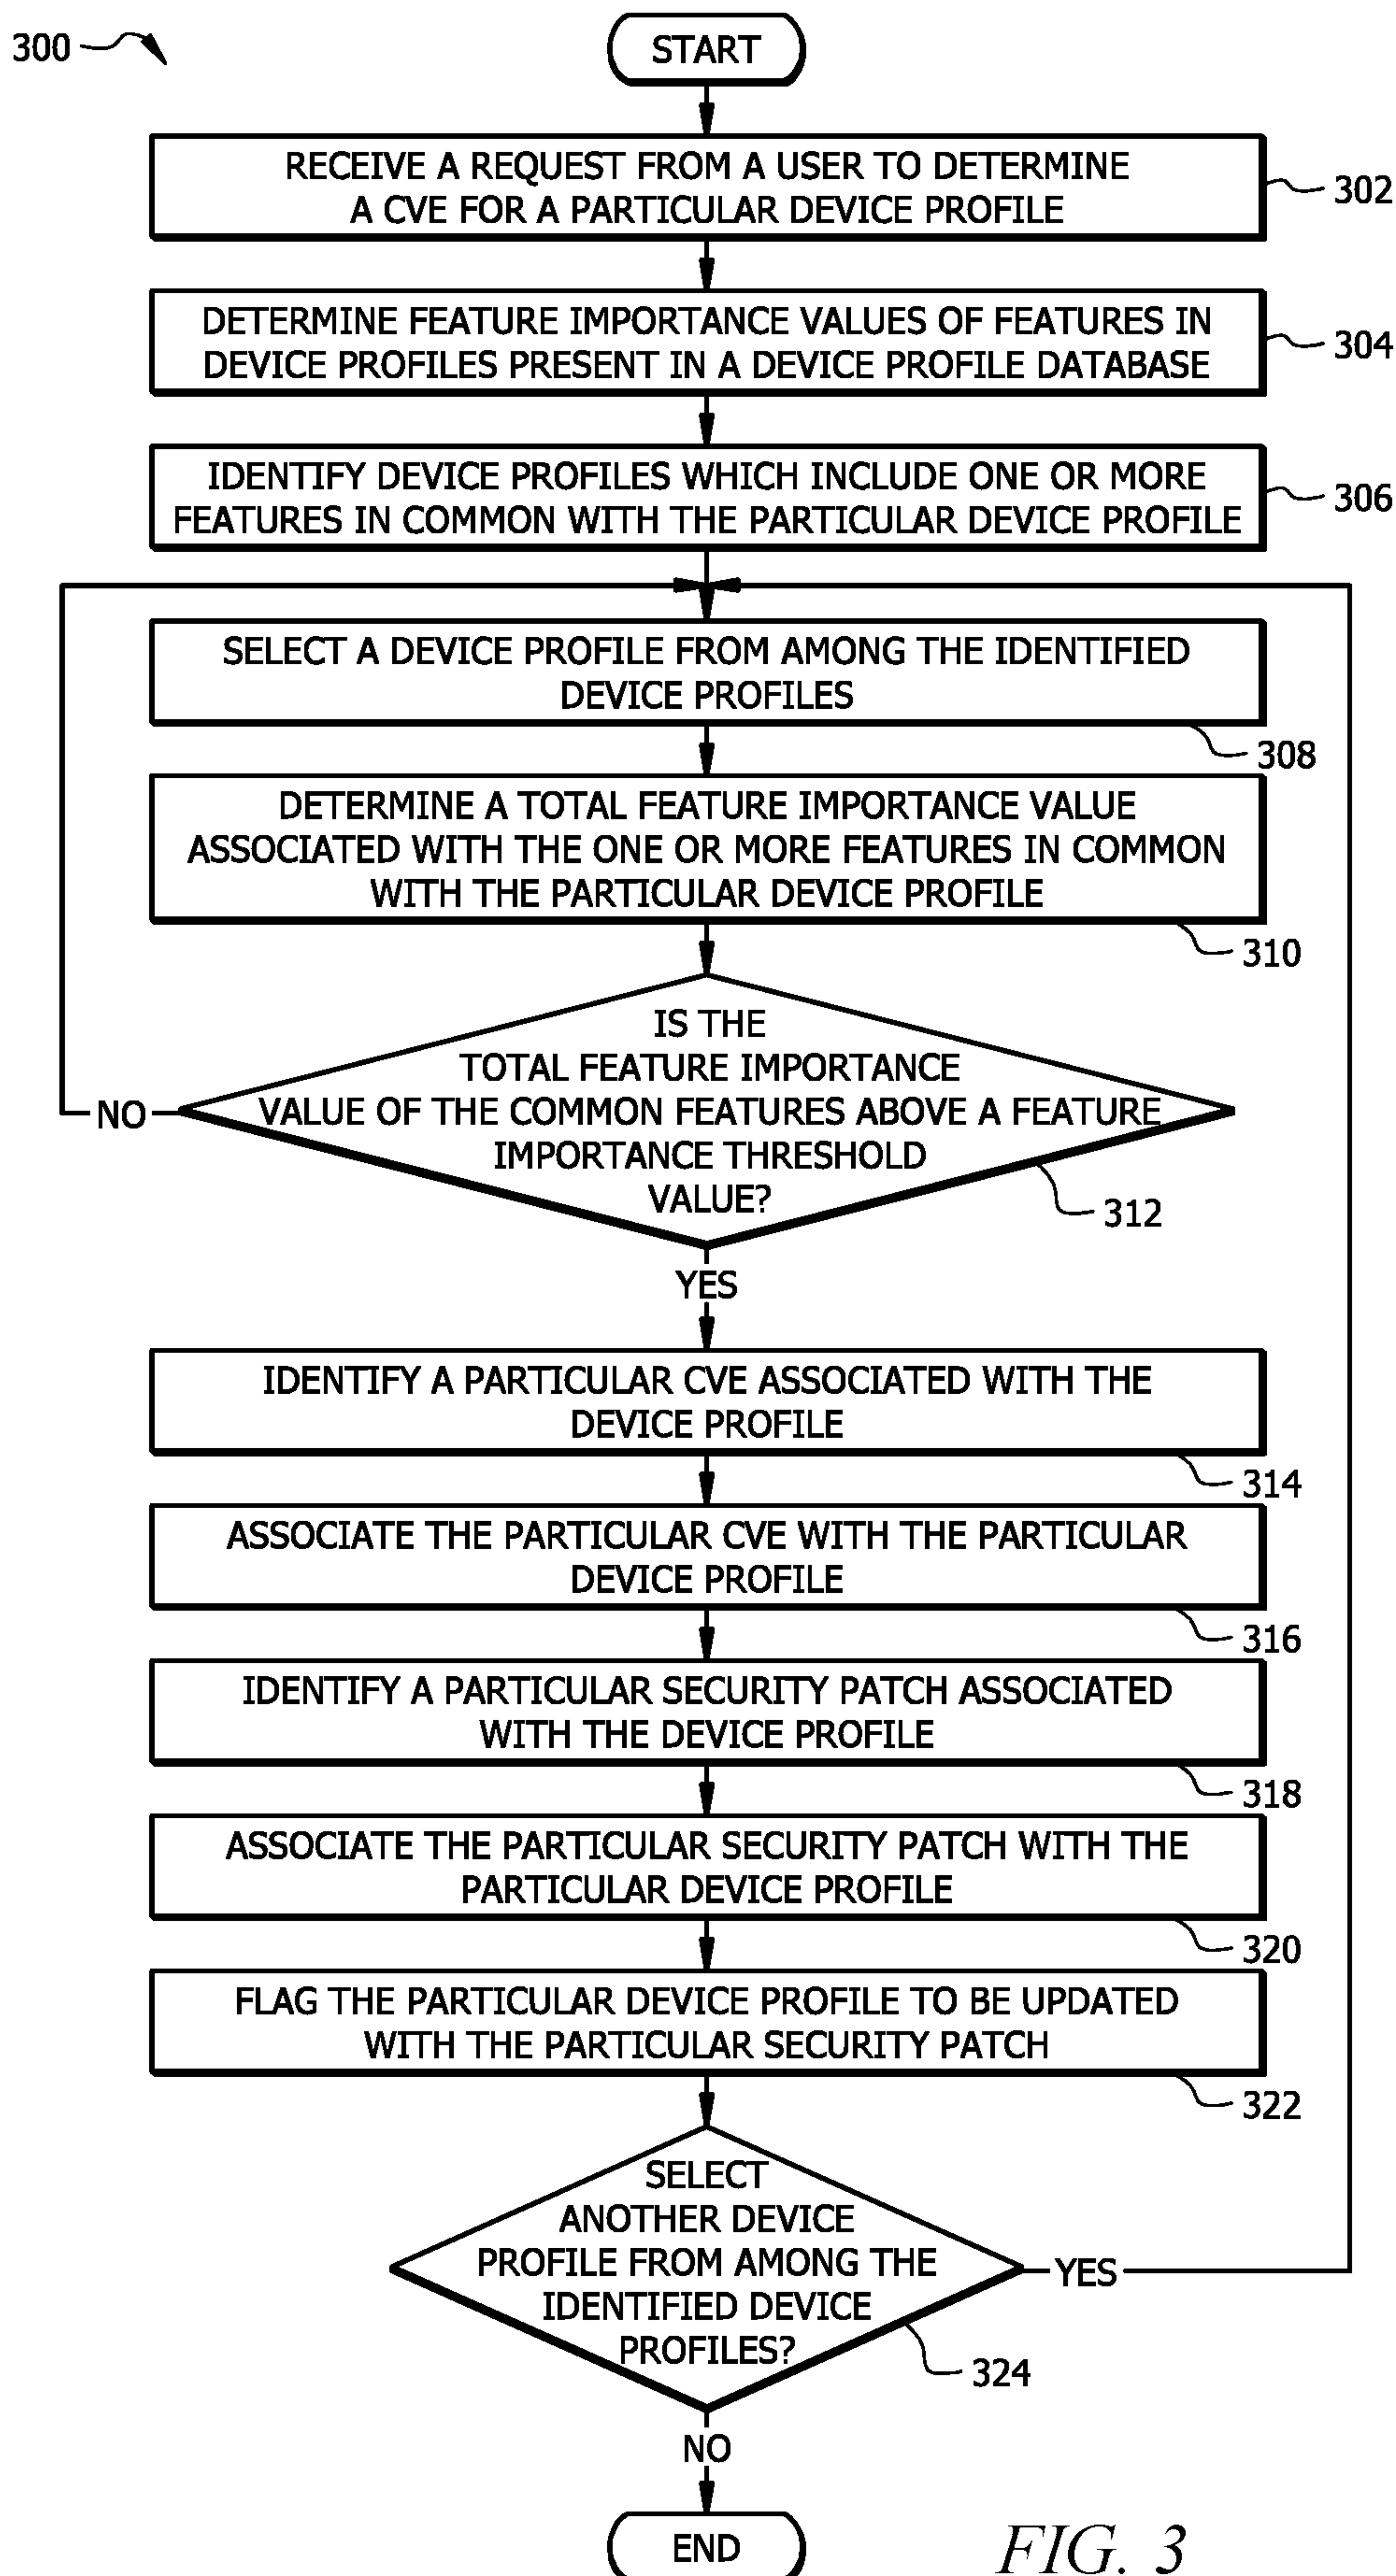 300
START
RECEIVE A REQUEST FROM A USER TO DETERMINE
A CVE FOR A PARTICULAR DEVICE PROFILE
302
DETERMINE FEATURE IMPORTANCE VALUES OF FEATURES IN
DEVICE PROFILES PRESENT IN A DEVICE PROFILE DATABASE
304
IDENTIFY DEVICE PROFILES WHICH INCLUDE ONE OR MORE
FEATURES IN COMMON WITH THE PARTICULAR DEVICE PROFILE
306
SELECT A DEVICE PROFILE FROM AMONG THE IDENTIFIED
DEVICE PROFILES
308
DETERMINE A TOTAL FEATURE IMPORTANCE VALUE
ASSOCIATED WITH THE ONE OR MORE FEATURES IN COMMON
WITH THE PARTICULAR DEVICE PROFILE
310
IS THE
TOTAL FEATURE IMPORTANCE
VALUE OF THE COMMON FEATURES ABOVE A FEATURE
IMPORTANCE THRESHOLD
VALUE?
NO
312
YES
IDENTIFY A PARTICULAR CVE ASSOCIATED WITH THE
DEVICE PROFILE
314
ASSOCIATE THE PARTICULAR CVE WITH THE PARTICULAR
DEVICE PROFILE
316
IDENTIFY A PARTICULAR SECURITY PATCH ASSOCIATED
WITH THE DEVICE PROFILE
318
ASSOCIATE THE PARTICULAR SECURITY PATCH WITH THE
PARTICULAR DEVICE PROFILE
320
FLAG THE PARTICULAR DEVICE PROFILE TO BE UPDATED
WITH THE PARTICULAR SECURITY PATCH
322
SELECT
ANOTHER DEVICE
PROFILE FROM AMONG THE
IDENTIFIED DEVICE
PROFILES?
YES
324
NO
END
FIG. 3